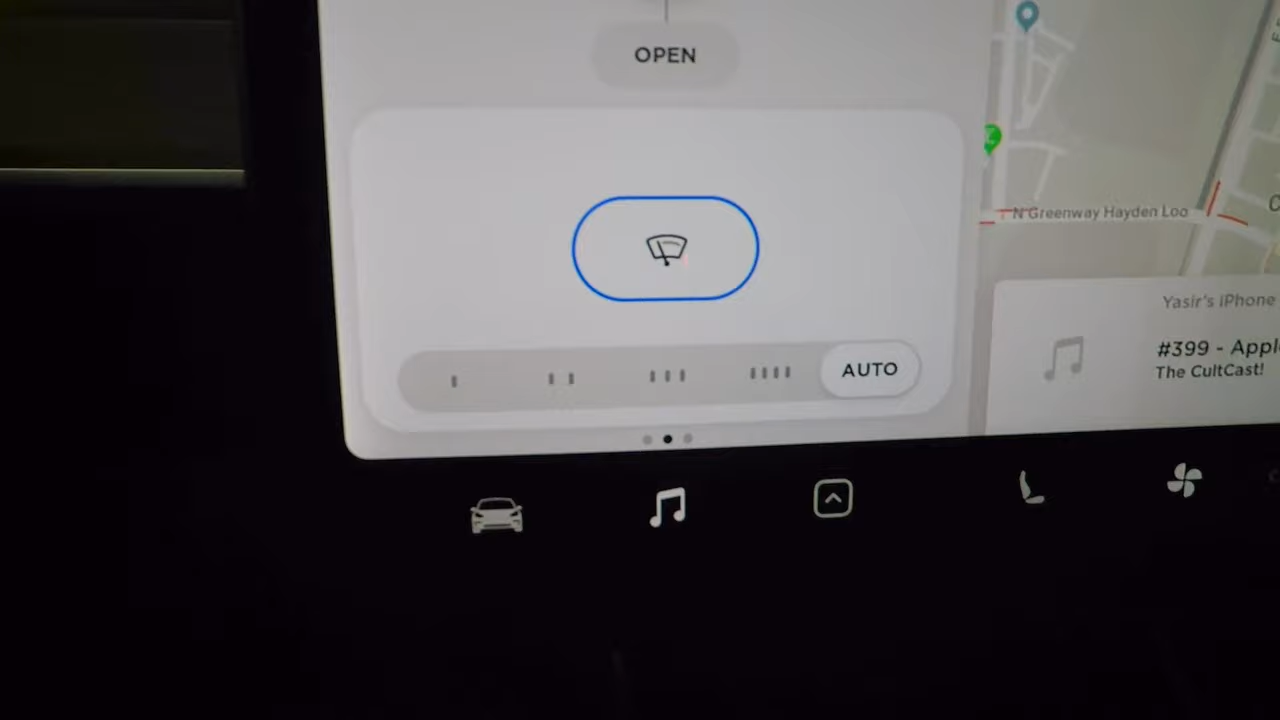 OPEN
N Greenway Hayden Loo
Yasir's iPhone
#399 - Appl
The CultCast!
AUTO